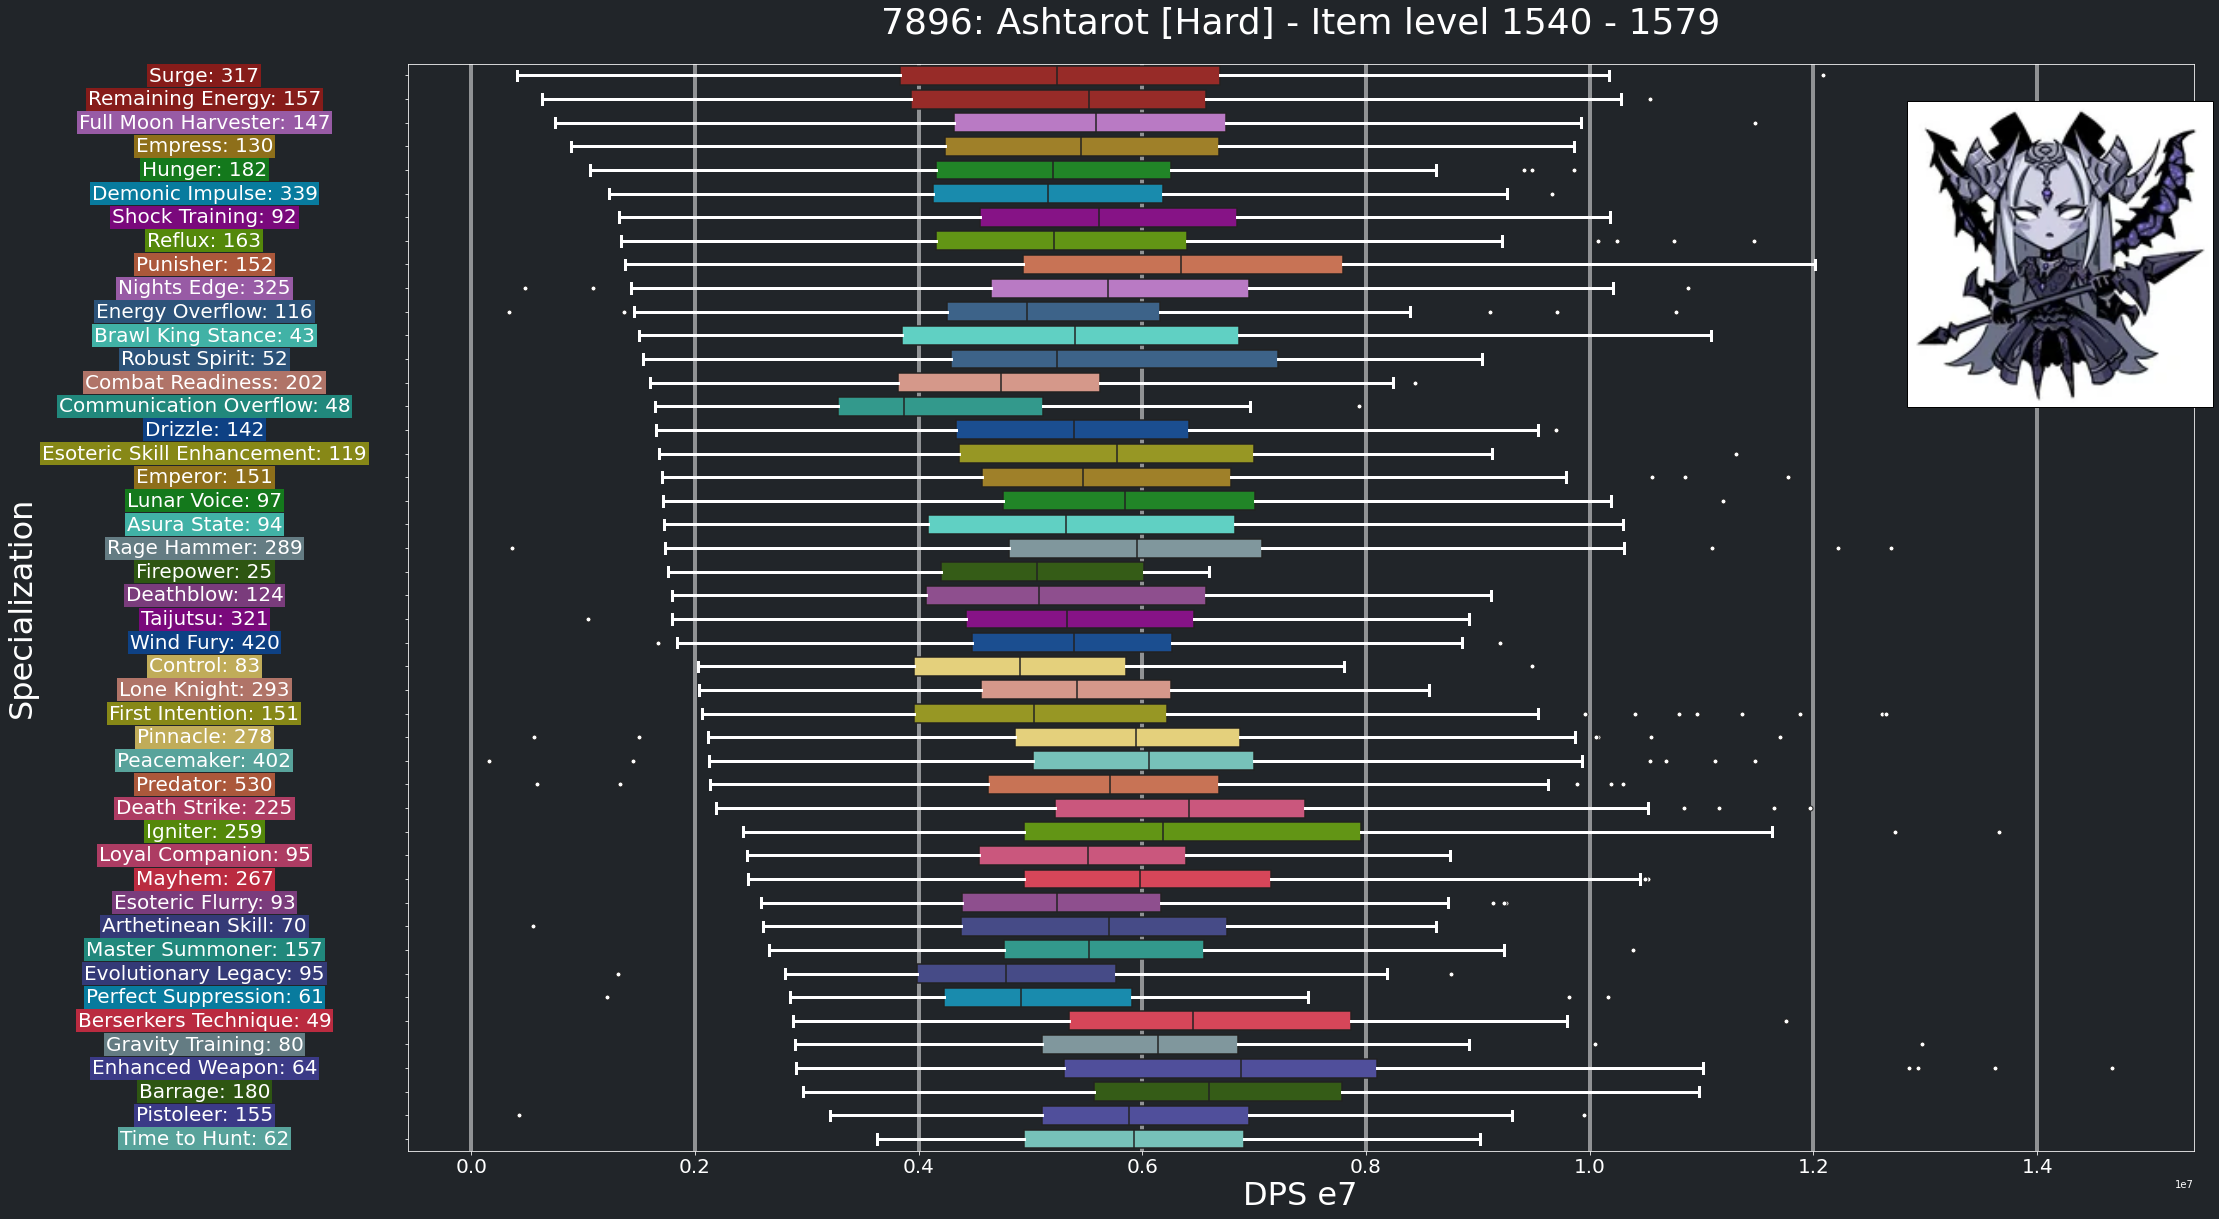 7896: Ashtarot [Hard] - Item level 1540 - 1579
Specialization
Surge: 317
Remaining Energy: 157
Full Moon Harvester: 147
Empress: 130
Hunger: 182
Demonic Impulse: 339
Shock Training: 92
Reflux: 163
Punisher: 152
Nights Edge: 325
Energy Overflow: 116
Brawl King Stance: 43
Robust Spirit: 52
Combat Readiness: 202
Communication Overflow: 48
Drizzle: 142
Esoteric Skill Enhancement: 119
Emperor: 151
Lunar Voice: 97
Asura State: 94
Rage Hammer: 289
Firepower: 25
Deathblow: 124
Taijutsu: 321
Wind Fury: 420
Control: 83
Lone Knight: 293
First Intention: 151
Pinnacle: 278
Peacemaker: 402
Predator: 530
Death Strike: 225
Igniter: 259
Loyal Companion: 95
Mayhem: 267
Esoteric Flurry: 93
Arthetinean Skill: 70
Master Summoner: 157
Evolutionary Legacy: 95
Perfect Suppression: 61
Berserkers Technique: 49
Gravity Training: 80
Enhanced Weapon: 64
Barrage: 180
Pistoleer: 155
Time to Hunt: 62
0.0 0.2 0.4 0.6 0.8 1.0 1.2 1.4
1e7
DPS e7